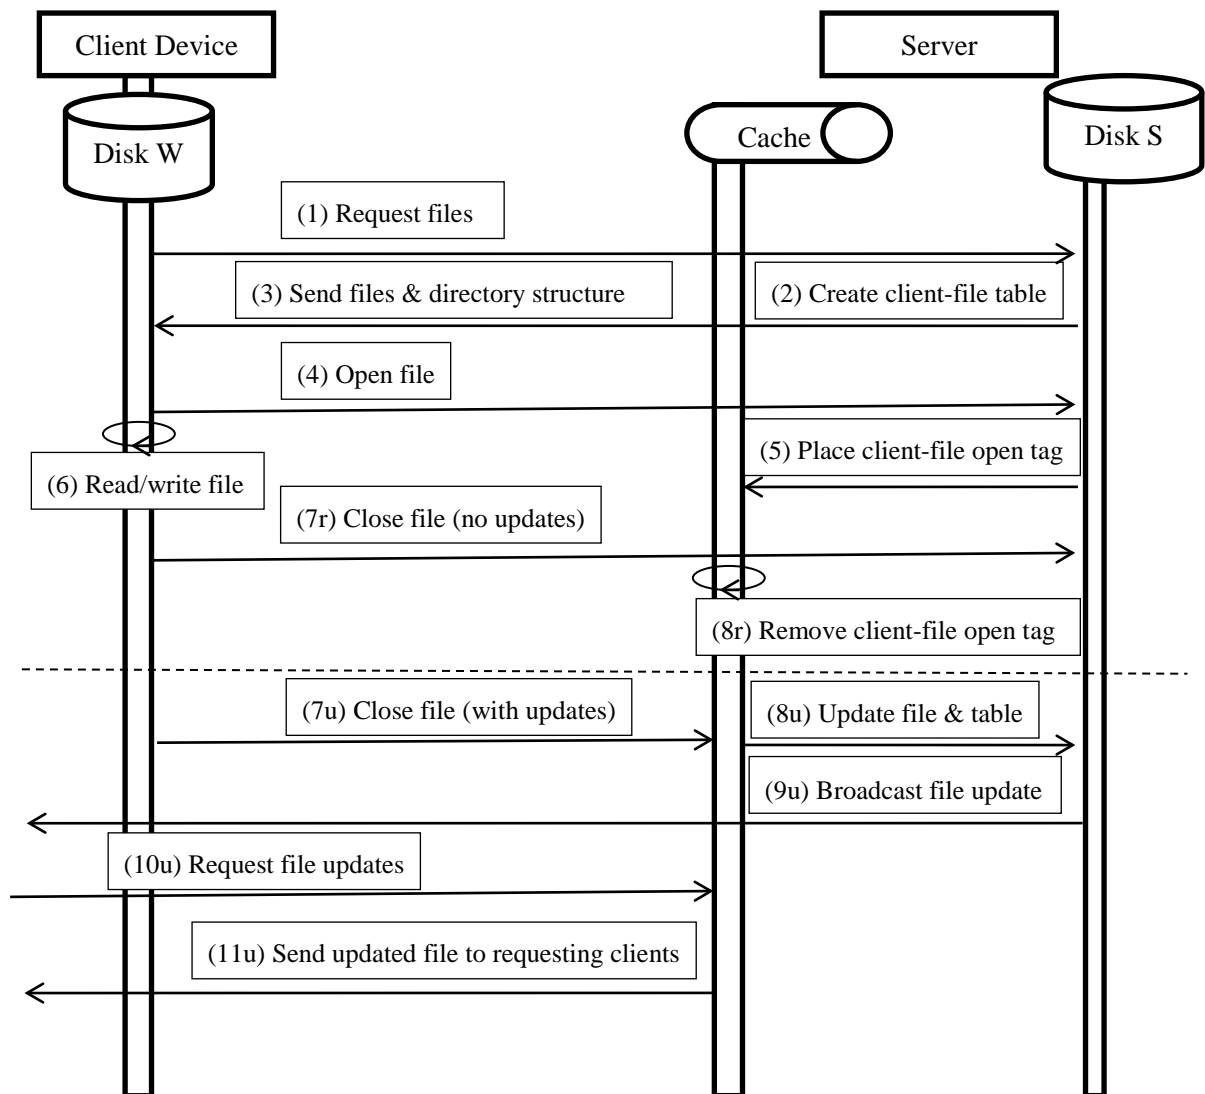 Client Device
Server
Disk W
Cache
Disk S
(1) Request files
(3) Send files & directory structure
(2) Create client-file table
(4) Open file
(5) Place client-file open tag
(6) Read/write file
(7r) Close file (no updates)
(8r) Remove client-file open tag
(7u) Close file (with updates)
(8u) Update file & table
(9u) Broadcast file update
(10u) Request file updates
(11u) Send updated file to requesting clients